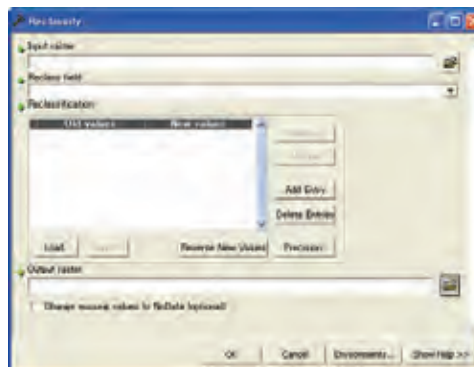 Reclassify
Input raster
Reclass field
Reclassification
Old values New values
Add Entry
Delete Entries
Load... Reverse New Values Precision...
Output raster
Change missing values to NoData (optional)
OK Cancel Environments... Show Help >>